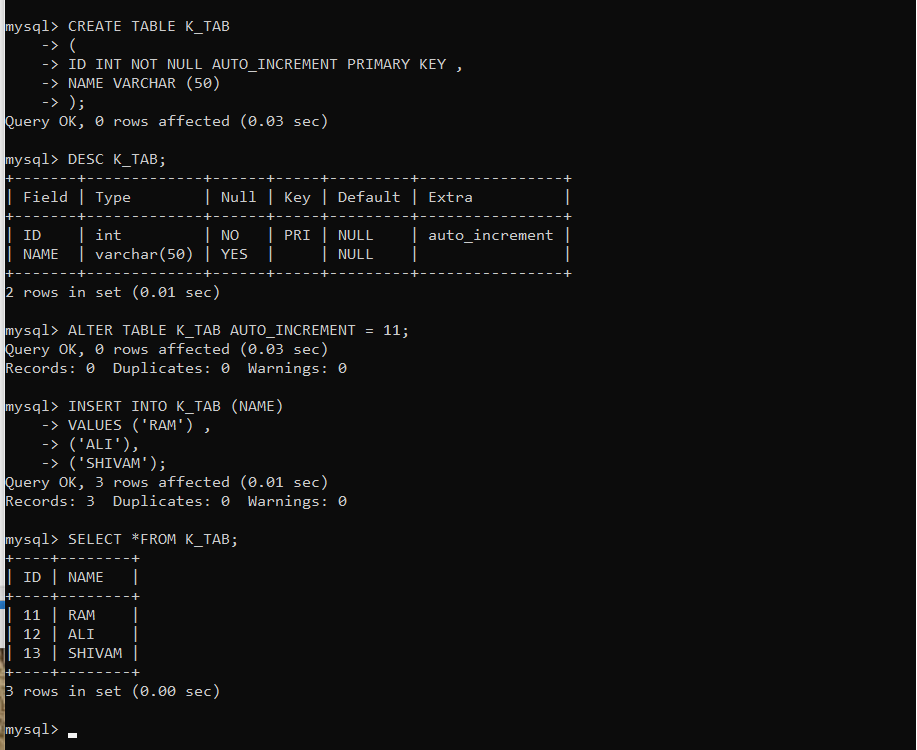 mysql> CREATE TABLE K_TAB
    -> (
    -> ID INT NOT NULL AUTO_INCREMENT PRIMARY KEY ,
    -> NAME VARCHAR (50)
    -> );
Query OK, 0 rows affected (0.03 sec)

mysql> DESC K_TAB;
+-------+-------------+------+-----+---------+----------------+
| Field | Type        | Null | Key | Default | Extra          |
+-------+-------------+------+-----+---------+----------------+
| ID    | int         | NO   | PRI | NULL    | auto_increment |
| NAME  | varchar(50) | YES  |     | NULL    |                |
+-------+-------------+------+-----+---------+----------------+
2 rows in set (0.01 sec)

mysql> ALTER TABLE K_TAB AUTO_INCREMENT = 11;
Query OK, 0 rows affected (0.03 sec)
Records: 0  Duplicates: 0  Warnings: 0

mysql> INSERT INTO K_TAB (NAME)
    -> VALUES ('RAM') ,
    -> ('ALI'),
    -> ('SHIVAM');
Query OK, 3 rows affected (0.01 sec)
Records: 3  Duplicates: 0  Warnings: 0

mysql> SELECT *FROM K_TAB;
+----+--------+
| ID | NAME   |
+----+--------+
| 11 | RAM    |
| 12 | ALI    |
| 13 | SHIVAM |
+----+--------+
3 rows in set (0.00 sec)

mysql> _